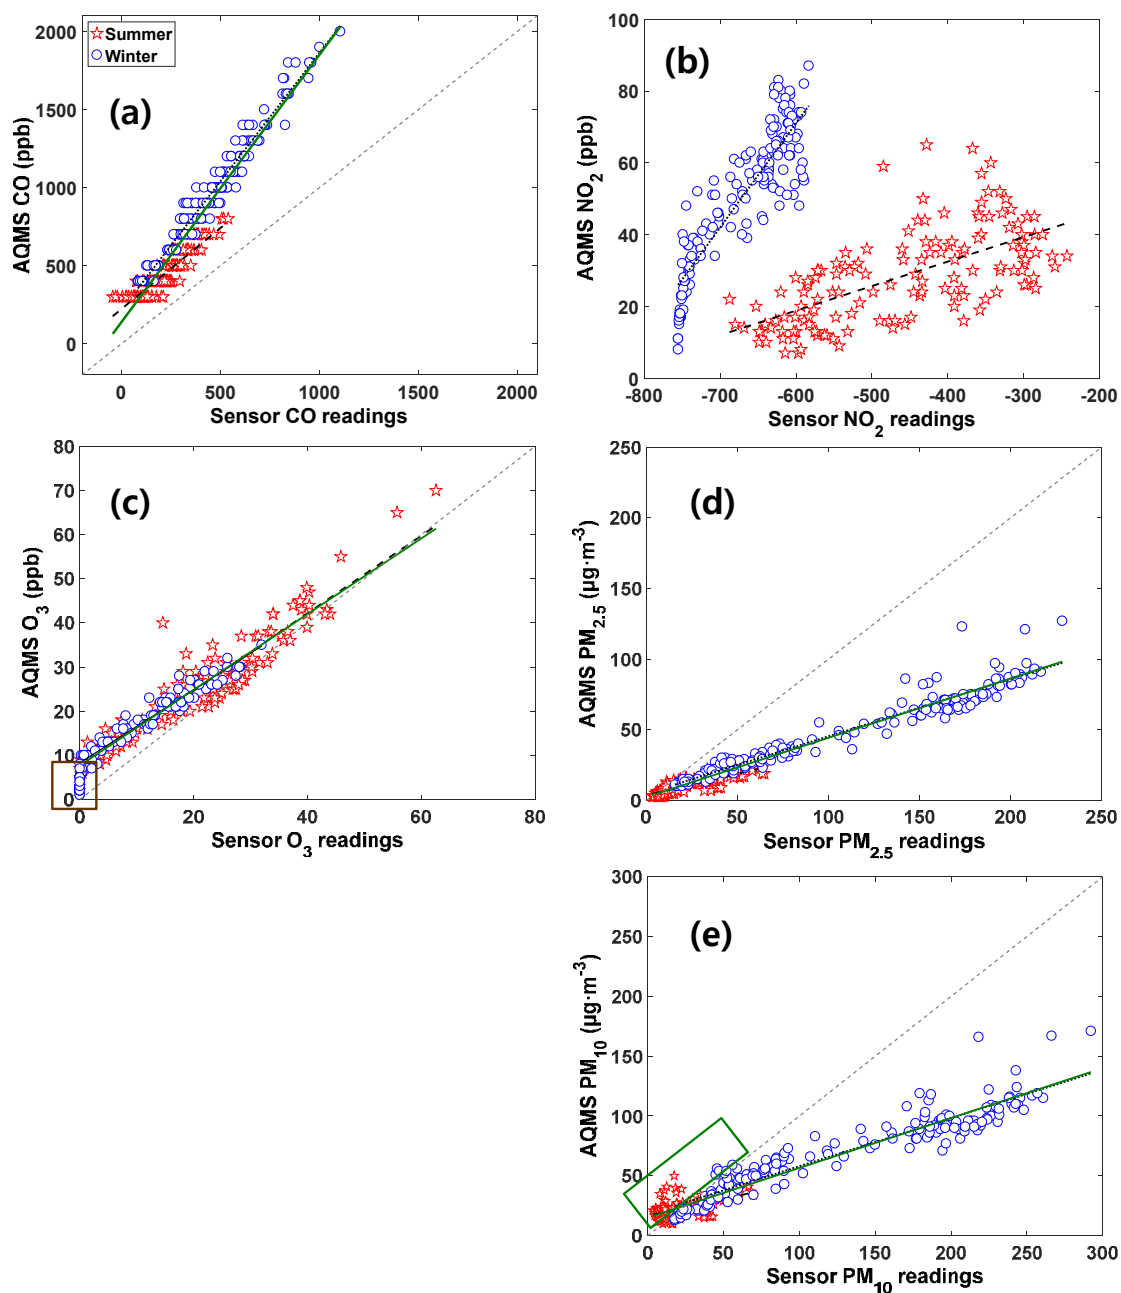 Summer
Winter
(a)
AQMS CO (ppb)
2000
1500
1000
500
0
0 500 1000 1500 2000
Sensor CO readings
(b)
AQMS NO2 (ppb)
100
80
60
40
20
0
-800 -700 -600 -500 -400 -300 -200
Sensor NO2 readings
(c)
AQMS O3 (ppb)
80
70
60
50
40
30
20
10
0
0 20 40 60 80
Sensor O3 readings
(d)
AQMS PM2.5 (µg·m-3)
250
200
150
100
50
0
0 50 100 150 200 250
Sensor PM2.5 readings
(e)
AQMS PM10 (µg·m-3)
300
250
200
150
100
50
0
0 50 100 150 200 250 300
Sensor PM10 readings